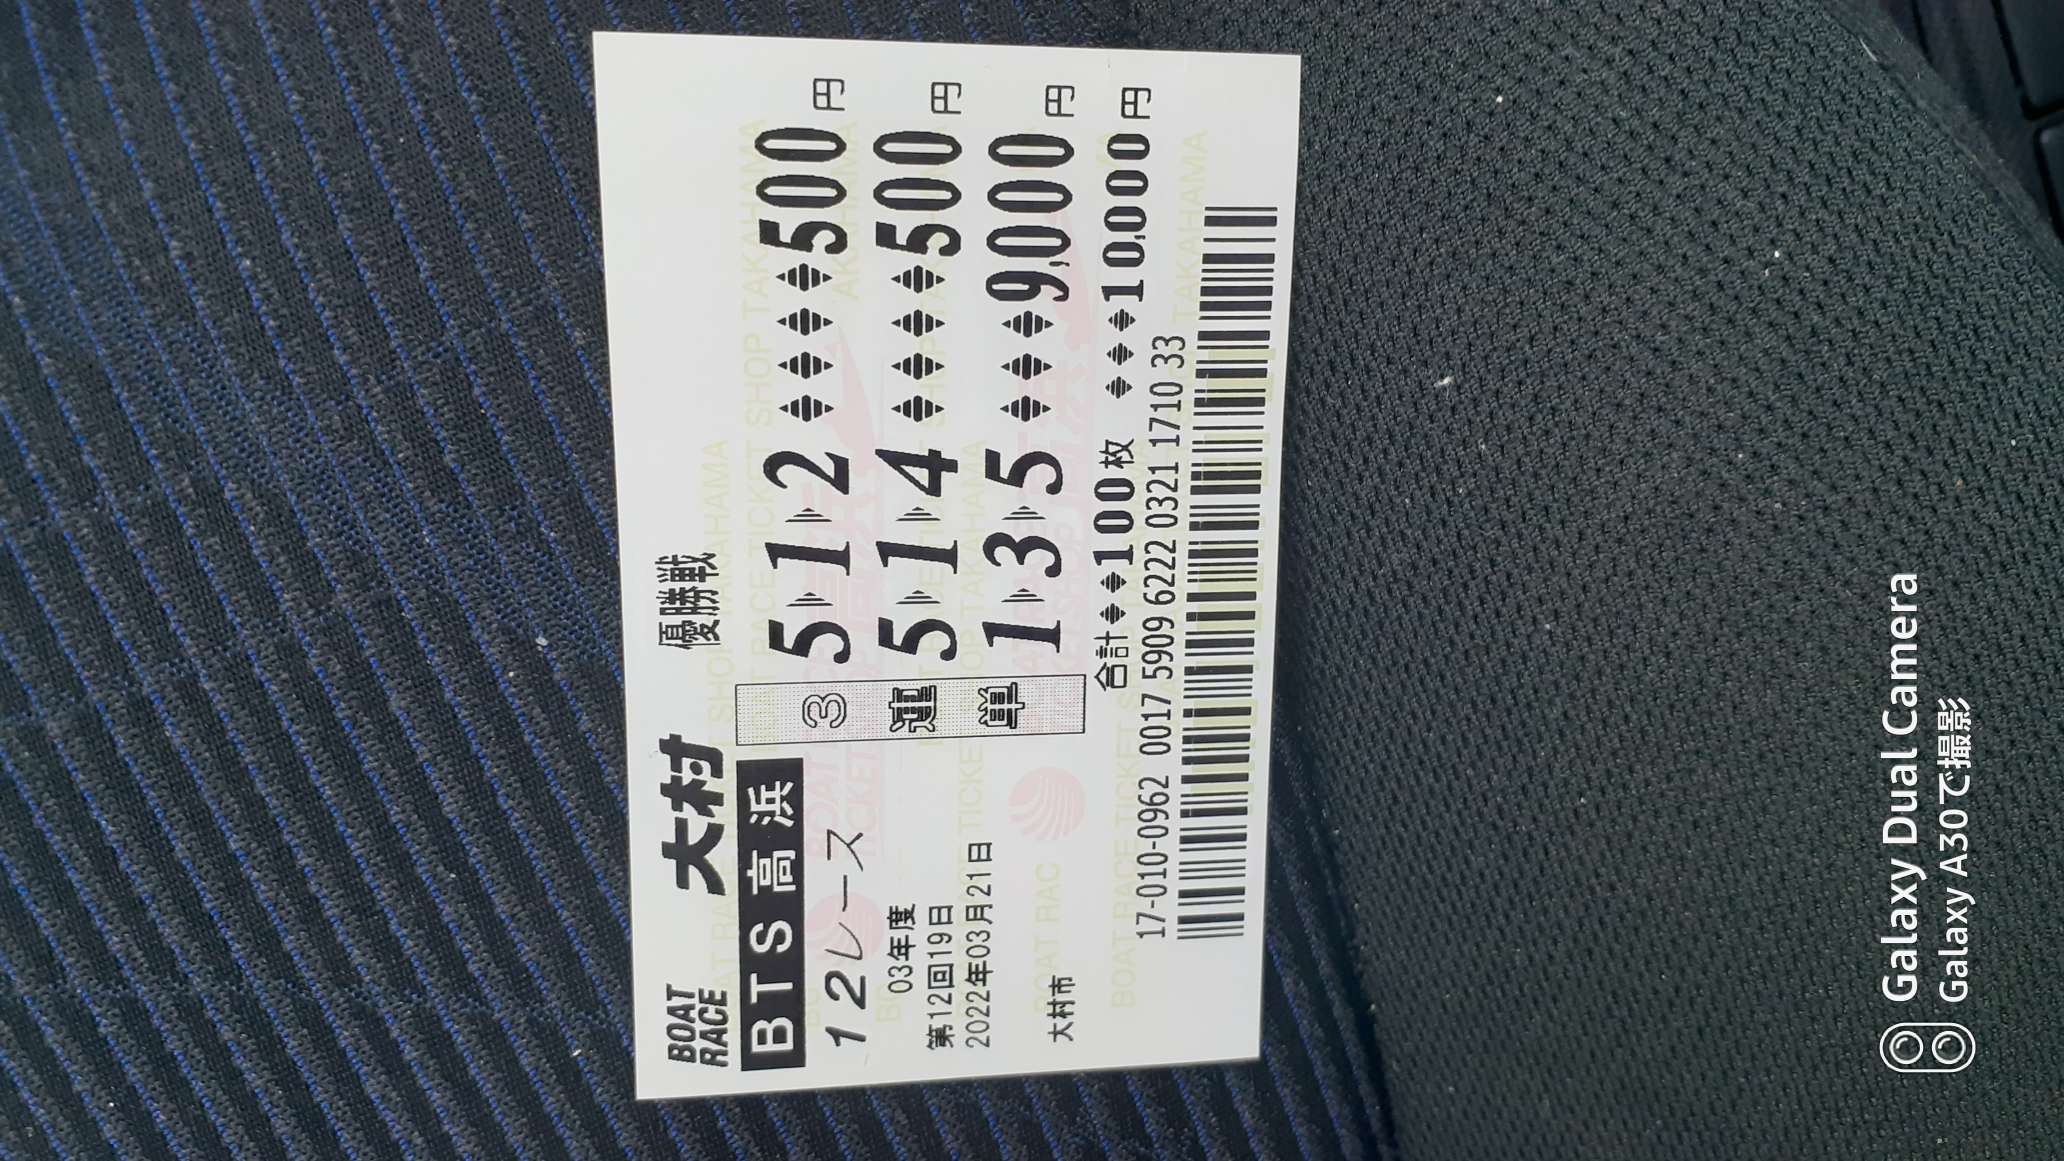 BOAT RACE 大村 優勝戦
BTS高浜
12レース
03年度
第12回19日
2022年03月21日
大村市
3連単
5 1 2 500円
5 1 4 500円
1 3 5 9,000円
合計 100枚 10,000円
17-010-0962 0017 5909 6222 0321 1710 33
Galaxy Dual Camera
Galaxy A30で撮影